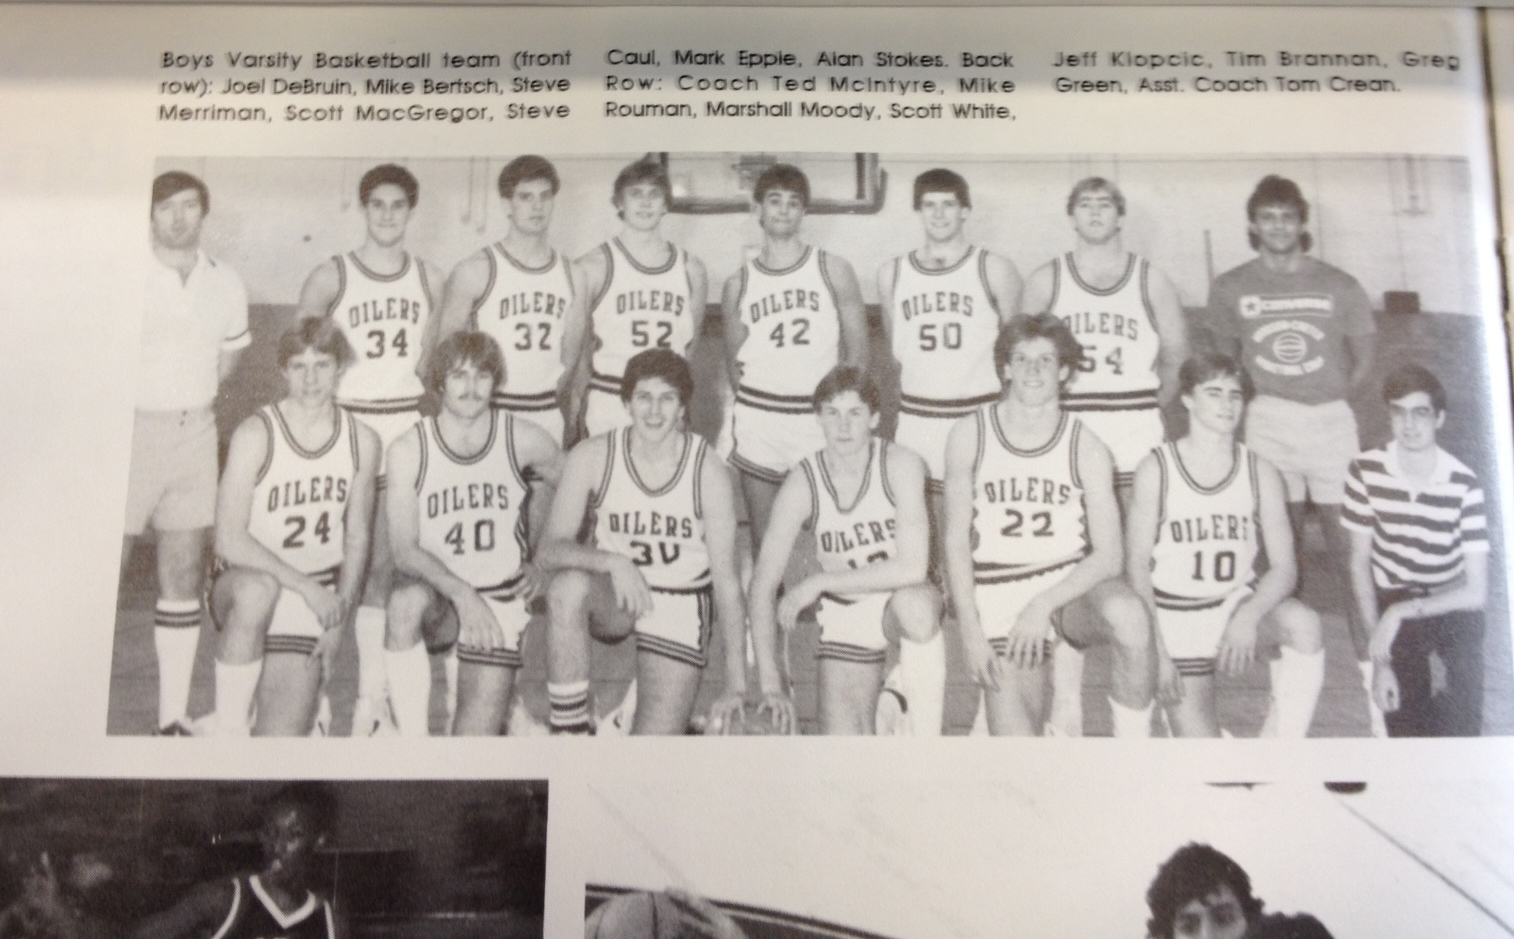 Boys Varsity Basketball team (front
row): Joel DeBruin, Mike Bertsch, Steve
Merriman, Scott MacGregor, Steve
Caul, Mark Epple, Alan Stokes. Back
Row: Coach Ted McIntyre, Mike
Rouman, Marshall Moody, Scott White,
Jeff Klopcic, Tim Brannan, Greg
Green, Asst. Coach Tom Crean.
OILERS
34
OILERS
32
OILERS
52
OILERS
42
OILERS
50
OILERS
54
CONVERSE
OILERS
24
OILERS
40
OILERS
30
OILERS
OILERS
22
OILERS
10